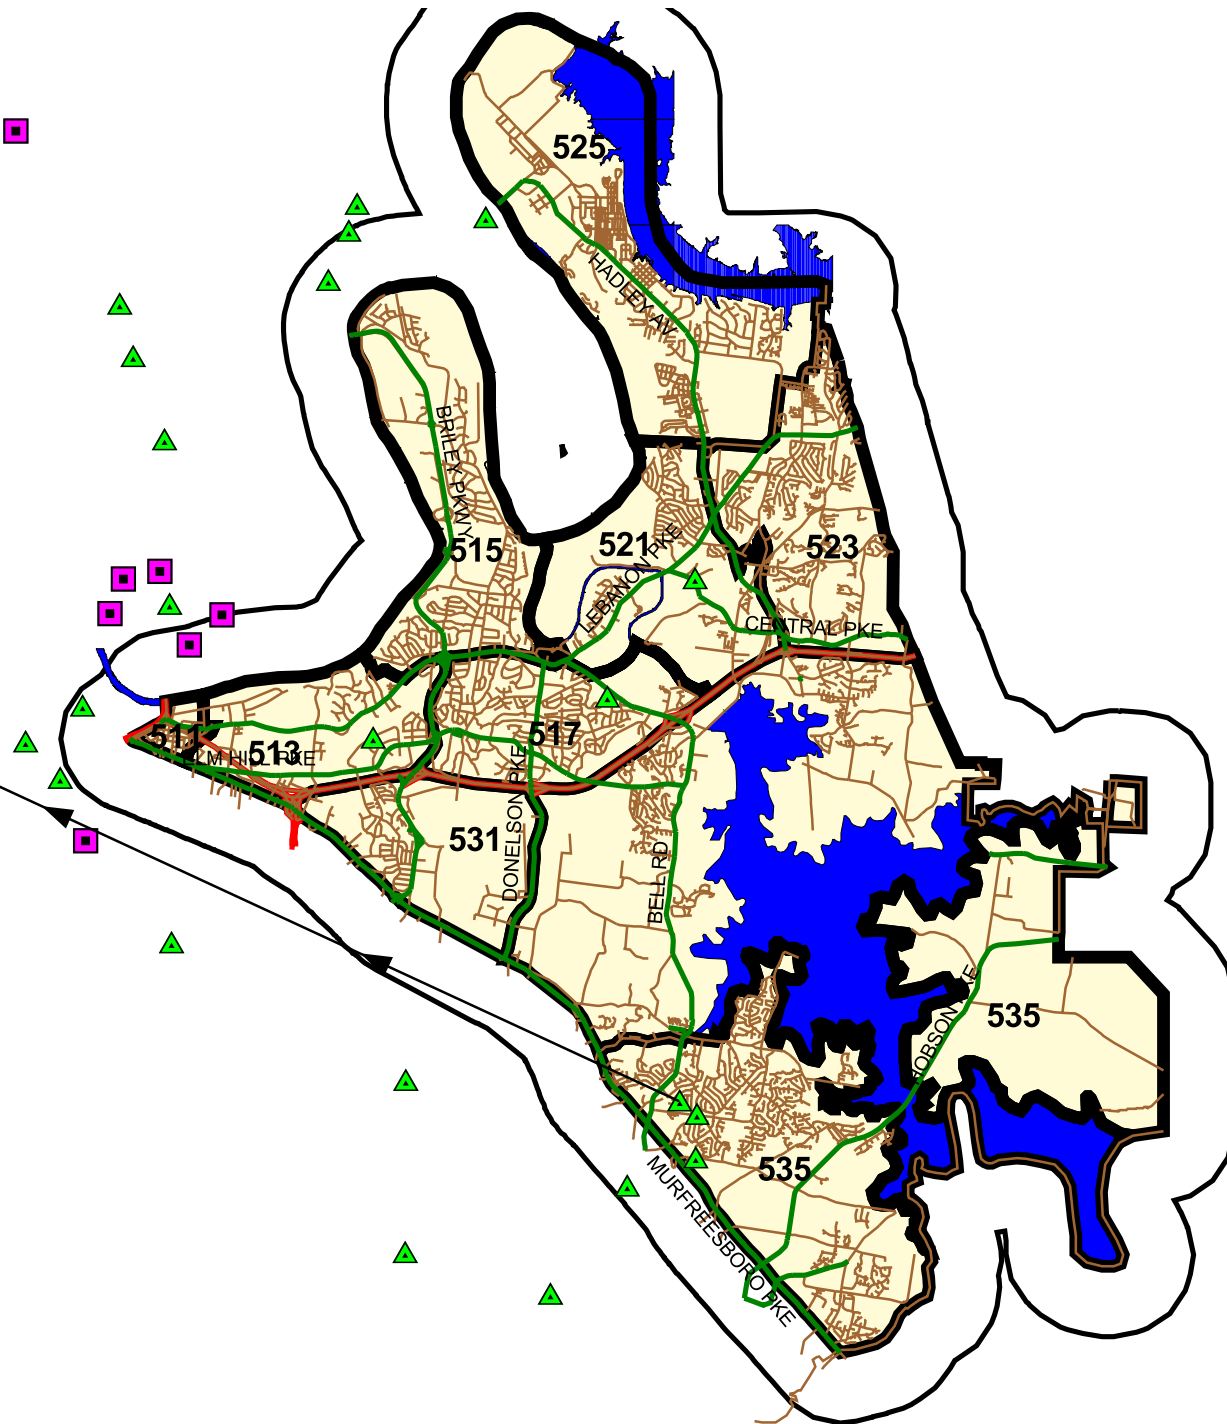 525
HADLEY AV
BRILEY PKWY
515
521
523
LEBANON PKE
CENTRAL PKE
511
513
517
ELM HILL PKE
531
DONELSON PKE
BELL RD
535
HOBSON PKE
535
MURFREESBORO PKE